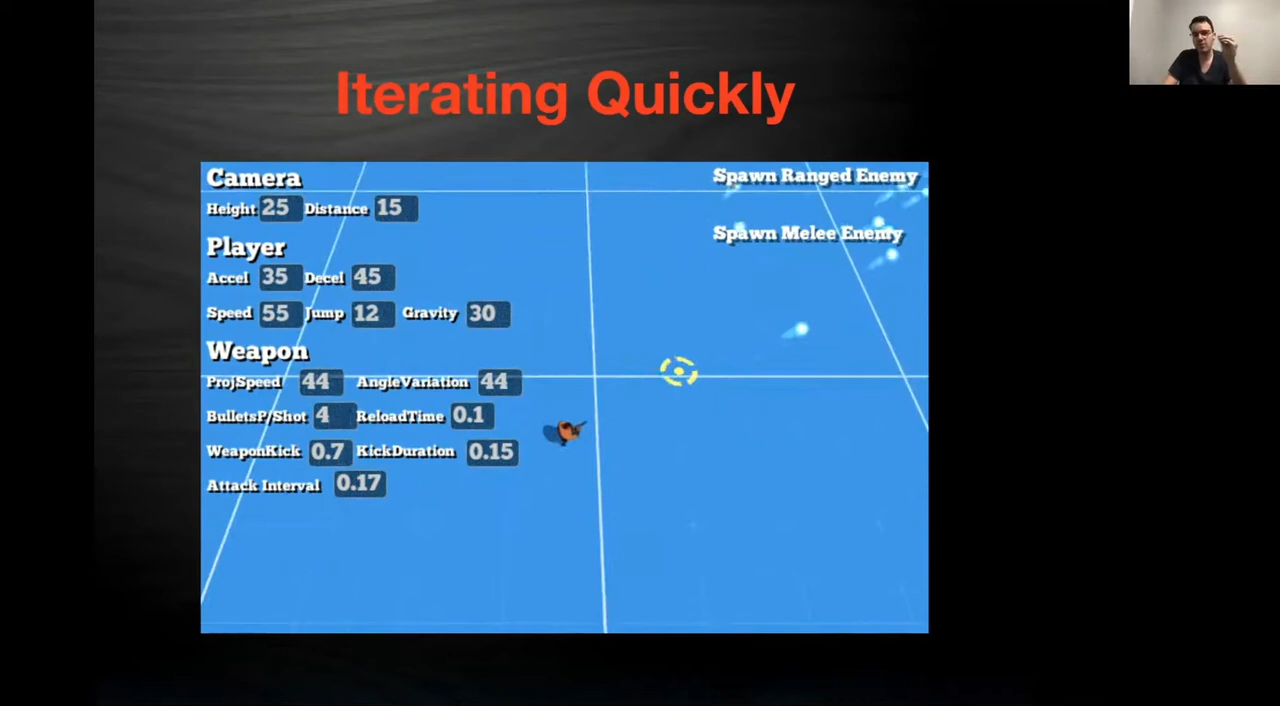 Iterating Quickly
Camera
Height 25 Distance 15
Player
Accel 35 Decel 45
Speed 55 Jump 12 Gravity 30
Weapon
ProjSpeed 44 AngleVariation 44
BulletsP/Shot 4 ReloadTime 0.1
WeaponKick 0.7 KickDuration 0.15
Attack Interval 0.17
Spawn Ranged Enemy
Spawn Melee Enemy